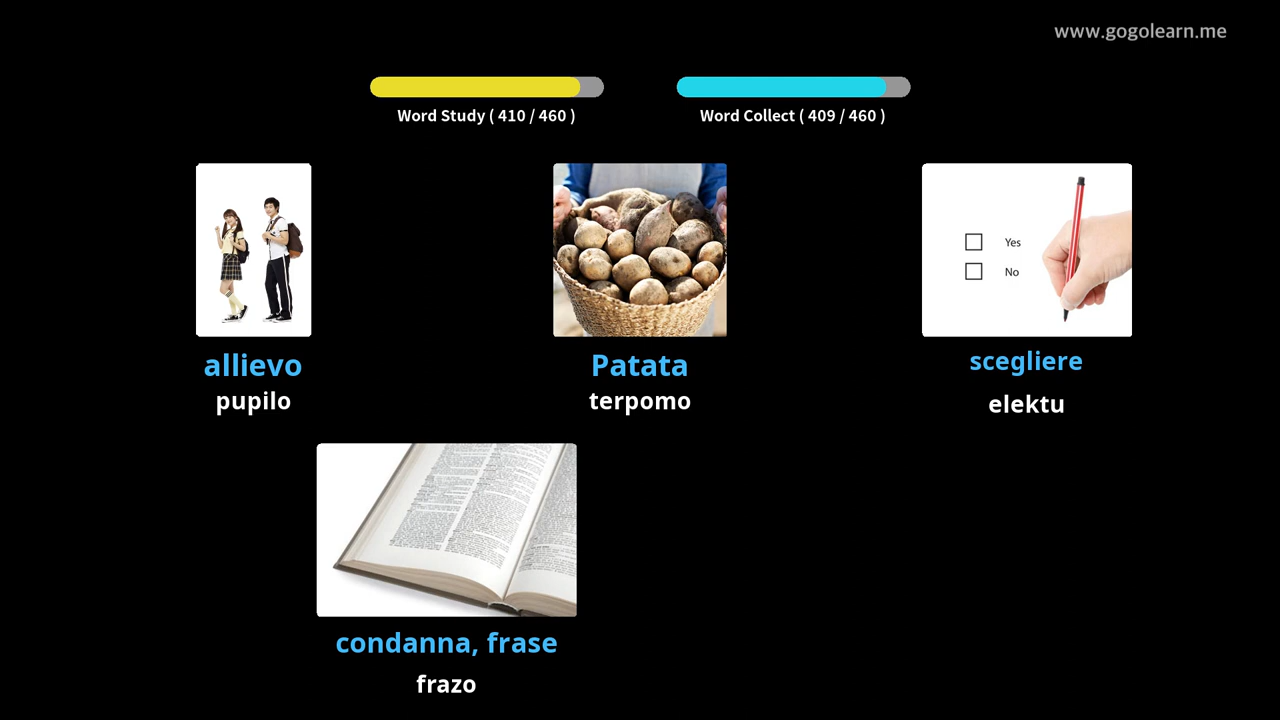 www.gogolearn.me
Word Study ( 410 / 460 )
Word Collect ( 409 / 460 )
Yes
No
allievo
pupilo
Patata
terpomo
scegliere
elektu
condanna, frase
frazo